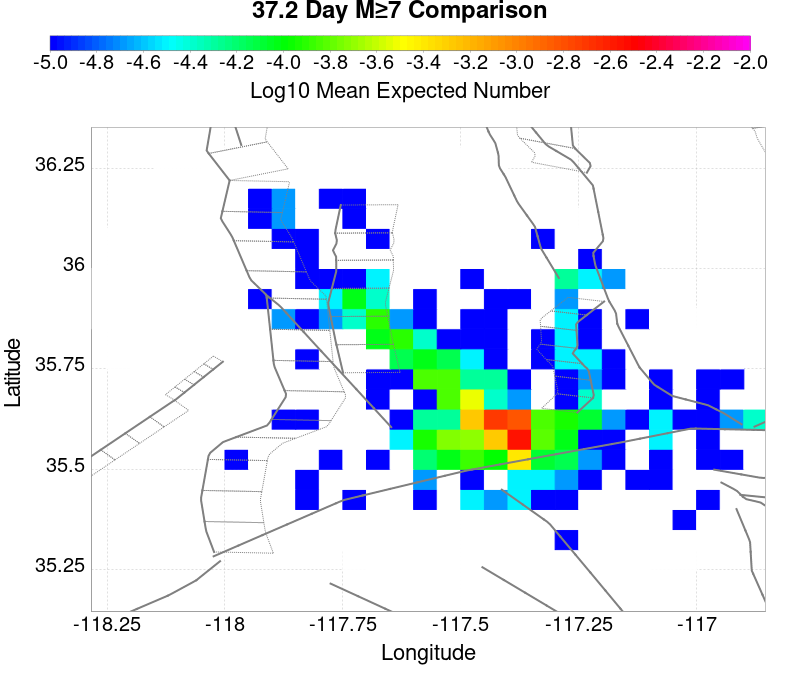 37.2 Day M≥7 Comparison
-5.0 -4.8 -4.6 -4.4 -4.2 -4.0 -3.8 -3.6 -3.4 -3.2 -3.0 -2.8 -2.6 -2.4 -2.2 -2.0
Log10 Mean Expected Number
36.25
36
35.75
35.5
35.25
Latitude
-118.25 -118 -117.75 -117.5 -117.25 -117
Longitude